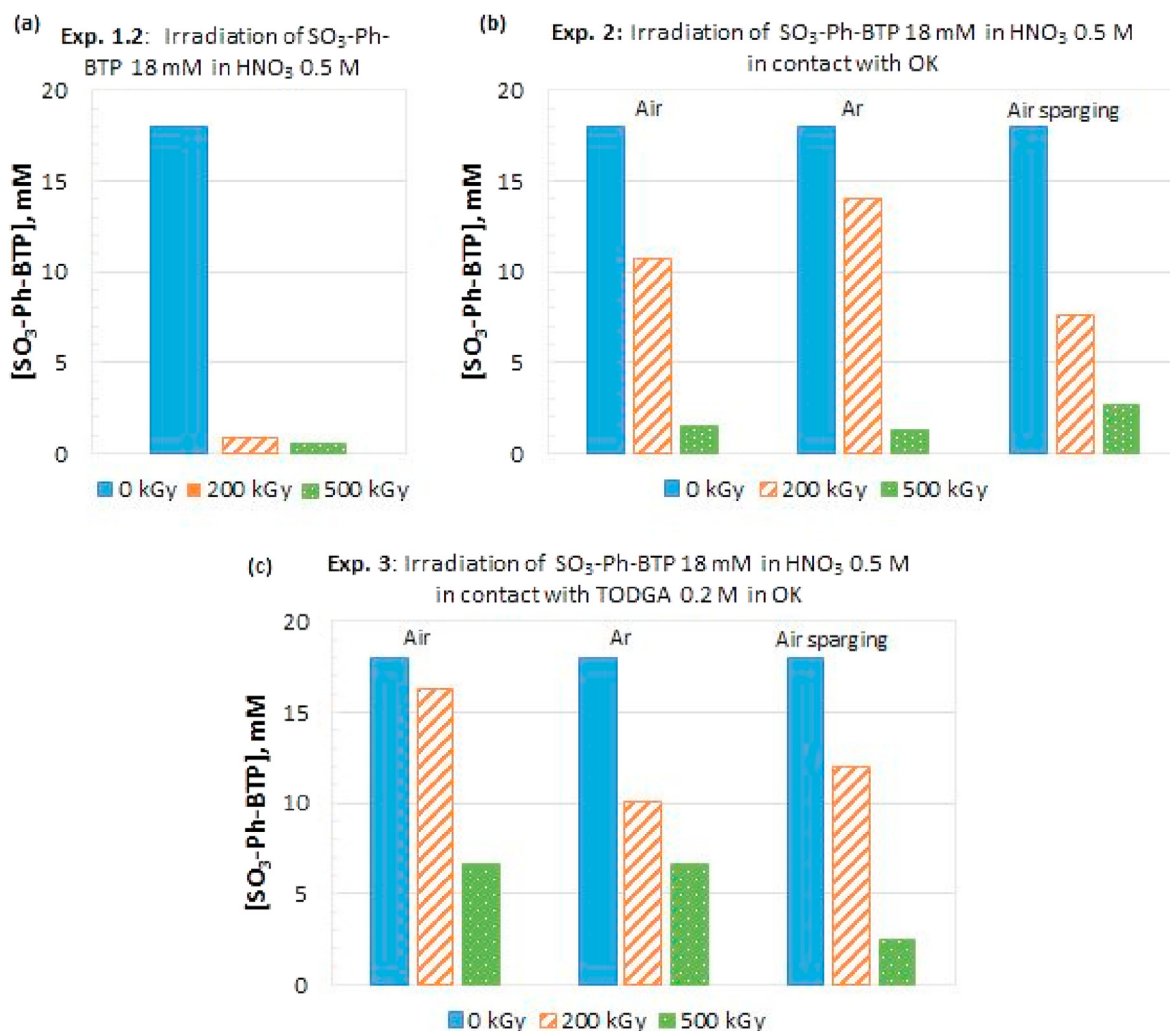 (a) Exp. 1.2: Irradiation of SO₃-Ph-
BTP 18 mM in HNO₃ 0.5 M
20
15
10
5
0
[SO₃-Ph-BTP], mM
0 kGy 200 kGy 500 kGy
(b) Exp. 2: Irradiation of SO₃-Ph-BTP 18 mM in HNO₃ 0.5 M
in contact with OK
Air Ar Air sparging
20
15
10
5
0
[SO₃-Ph-BTP], mM
0 kGy 200 kGy 500 kGy
(c) Exp. 3: Irradiation of SO₃-Ph-BTP 18 mM in HNO₃ 0.5 M
in contact with TODGA 0.2 M in OK
Air Ar Air sparging
20
15
10
5
0
[SO₃-Ph-BTP], mM
0 kGy 200 kGy 500 kGy